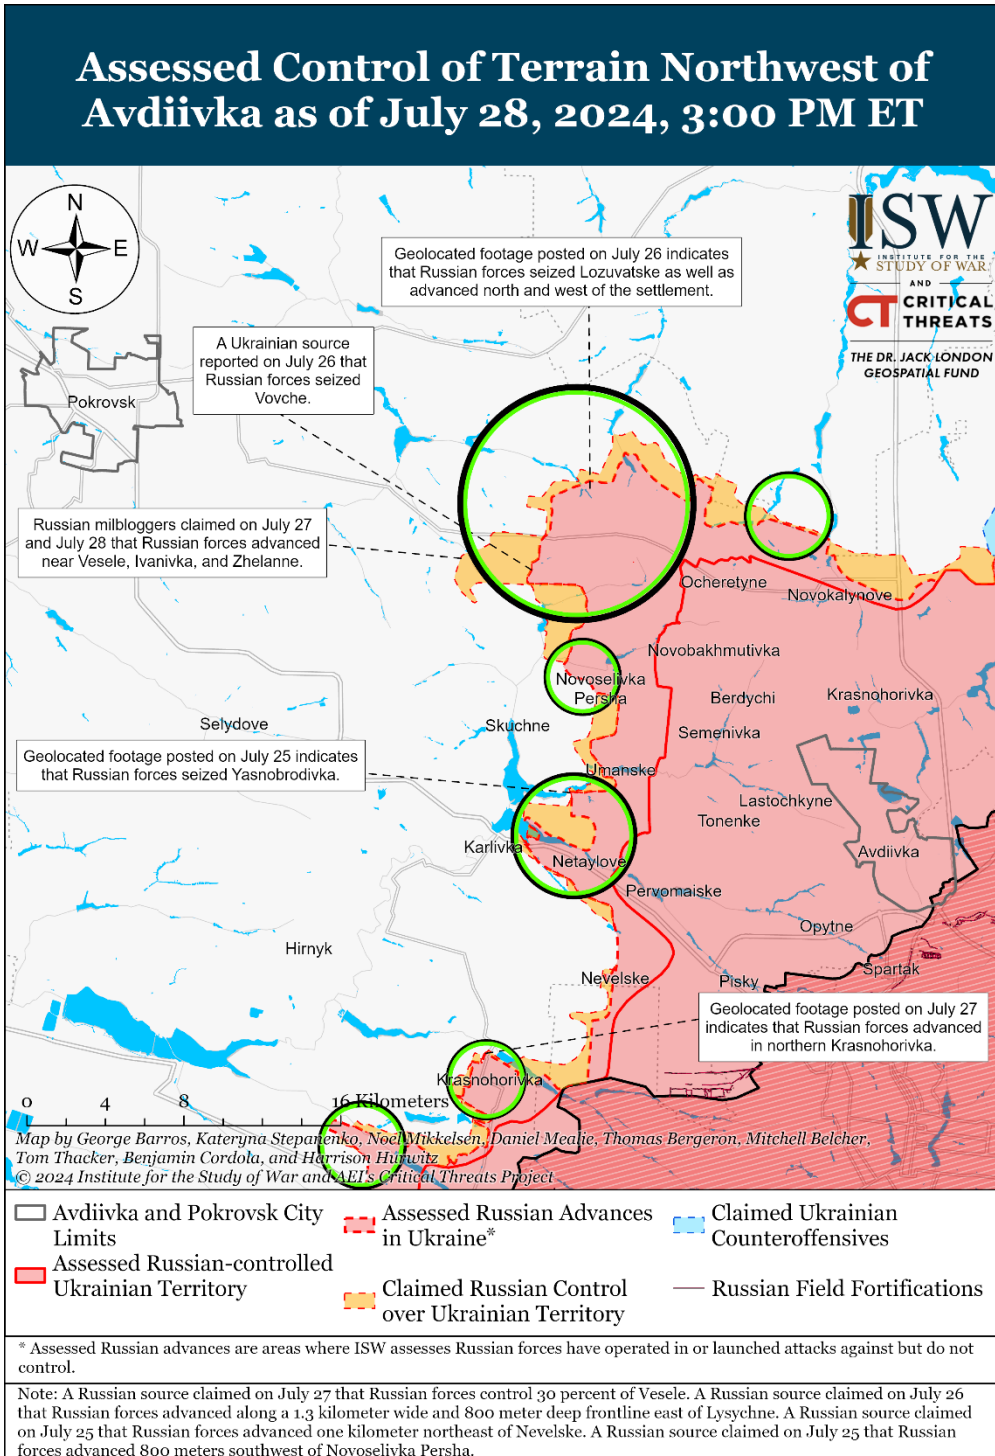 Assessed Control of Terrain Northwest of
Avdiivka as of July 28, 2024, 3:00 PM ET
N
W
E
S
ISW
INSTITUTE FOR THE
STUDY OF WAR
AND
CT CRITICAL
THREATS
THE DR. JACK LONDON
GEOSPATIAL FUND
Geolocated footage posted on July 26 indicates
that Russian forces seized Lozuvatske as well as
advanced north and west of the settlement.
A Ukrainian source
reported on July 26 that
Russian forces seized
Vovche.
Pokrovsk
Russian milbloggers claimed on July 27
and July 28 that Russian forces advanced
near Vesele, Ivanivka, and Zhelanne.
Ocheretyne
Novokalynove
Novobakhmutivka
Novoselivka
Persha
Berdychi
Krasnohorivka
Selydove
Skuchne
Semenivka
Geolocated footage posted on July 25 indicates
that Russian forces seized Yasnobrodivka.
Umanske
Lastochkyne
Tonenke
Karlivka
Netaylove
Avdiivka
Pervomaiske
Opytne
Hirnyk
Nevelske
Pisky
Spartak
Geolocated footage posted on July 27
indicates that Russian forces advanced
in northern Krasnohorivka.
Krasnohorivka
0 4 8 16 Kilometers
Map by George Barros, Kateryna Stepanenko, Noel Mikkelsen, Daniel Mealie, Thomas Bergeron, Mitchell Belcher,
Tom Thacker, Benjamin Cordola, and Harrison Hurwitz
© 2024 Institute for the Study of War and AEI's Critical Threats Project
Avdiivka and Pokrovsk City
Limits
Assessed Russian-controlled
Ukrainian Territory
Assessed Russian Advances
in Ukraine*
Claimed Russian Control
over Ukrainian Territory
Claimed Ukrainian
Counteroffensives
Russian Field Fortifications
* Assessed Russian advances are areas where ISW assesses Russian forces have operated in or launched attacks against but do not
control.
Note: A Russian source claimed on July 27 that Russian forces control 30 percent of Vesele. A Russian source claimed on July 26
that Russian forces advanced along a 1.3 kilometer wide and 800 meter deep frontline east of Lysychne. A Russian source claimed
on July 25 that Russian forces advanced one kilometer northeast of Nevelske. A Russian source claimed on July 25 that Russian
forces advanced 800 meters southwest of Novoselivka Persha.